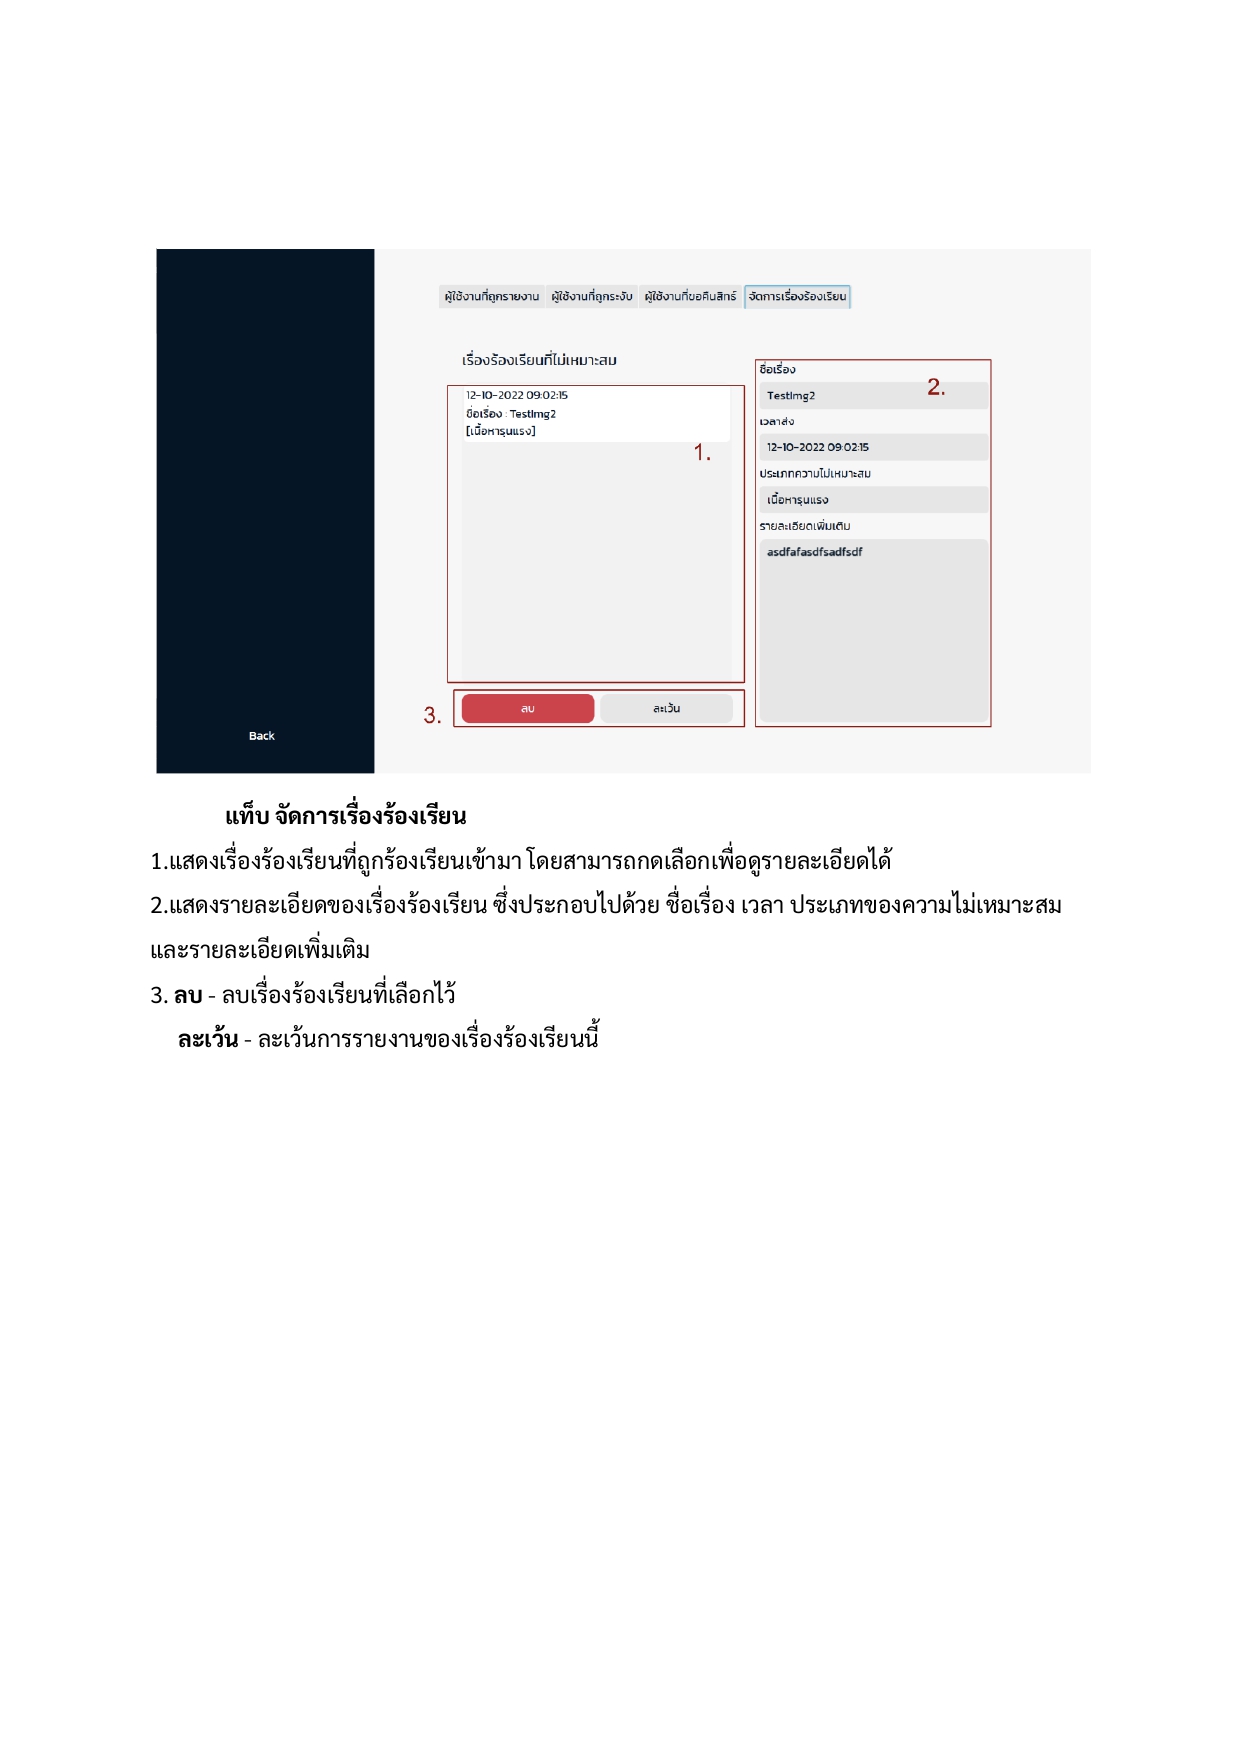 ผู้ใช้งานที่ถูกรายงาน ผู้ใช้งานที่ถูกระงับ ผู้ใช้งานที่ขอคืนสิทธ์ จัดการเรื่องร้องเรียน
เรื่องร้องเรียนที่ไม่เหมาะสม
12-10-2022 09:02:15
ชื่อเรื่อง : TestImg2
[เนื้อหารุนแรง]
1.
ชื่อเรื่อง
2.
TestImg2
เวลาส่ง
12-10-2022 09:02:15
ประเภทความไม่เหมาะสม
เนื้อหารุนแรง
รายละเอียดเพิ่มเติม
asdfafasdfsadfsdf
3.
ลบ ละเว้น
Back
แท็บ จัดการเรื่องร้องเรียน
1.แสดงเรื่องร้องเรียนที่ถูกร้องเรียนเข้ามา โดยสามารถกดเลือกเพื่อดูรายละเอียดได้
2.แสดงรายละเอียดของเรื่องร้องเรียน ซึ่งประกอบไปด้วย ชื่อเรื่อง เวลา ประเภทของความไม่เหมาะสม
และรายละเอียดเพิ่มเติม
3. ลบ - ลบเรื่องร้องเรียนที่เลือกไว้
ละเว้น - ละเว้นการรายงานของเรื่องร้องเรียนนี้